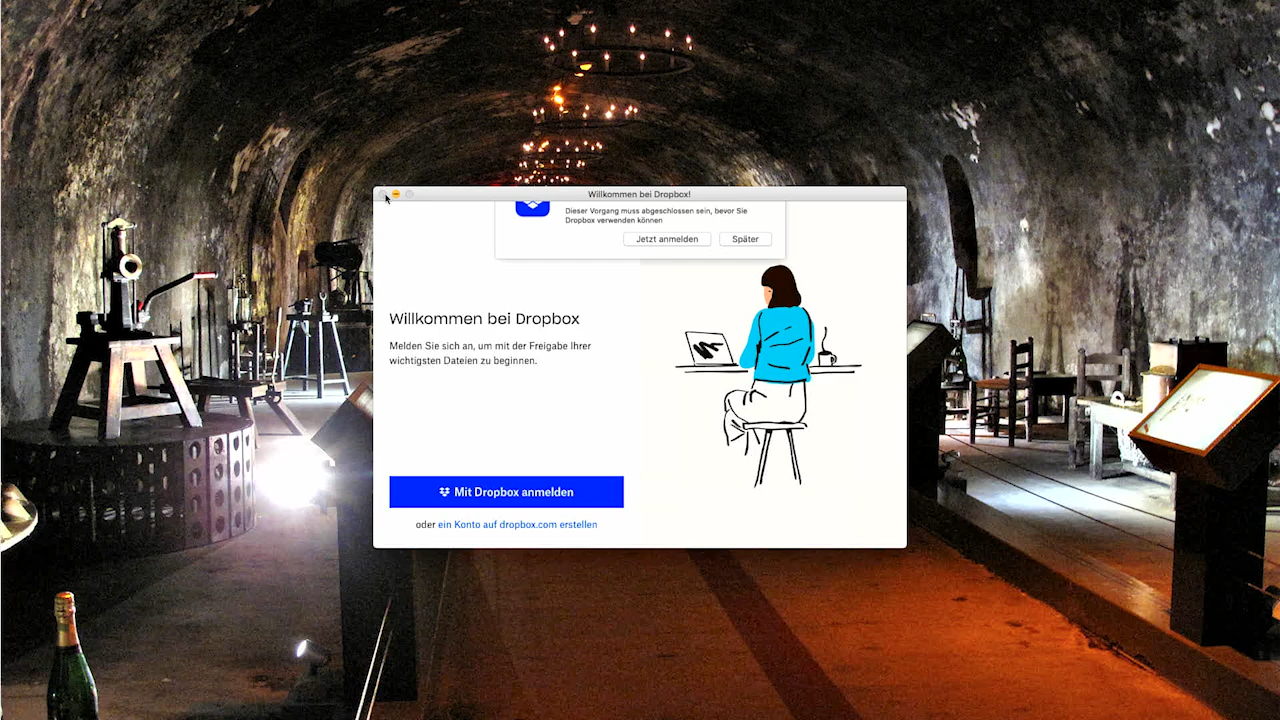 Willkommen bei Dropbox!
Dieser Vorgang muss abgeschlossen sein, bevor Sie
Dropbox verwenden können
Jetzt anmelden
Später
Willkommen bei Dropbox
Melden Sie sich an, um mit der Freigabe Ihrer
wichtigsten Dateien zu beginnen.
Mit Dropbox anmelden
oder ein Konto auf dropbox.com erstellen